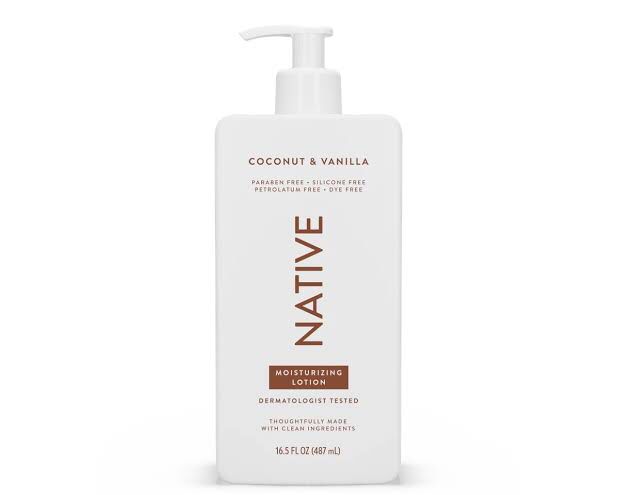 COCONUT & VANILLA
PARABEN FREE • SILICONE FREE
PETROLATUM FREE • DYE FREE
NATIVE
MOISTURIZING
LOTION
DERMATOLOGIST TESTED
THOUGHTFULLY MADE
WITH CLEAN INGREDIENTS
16.5 FL OZ (487 mL)